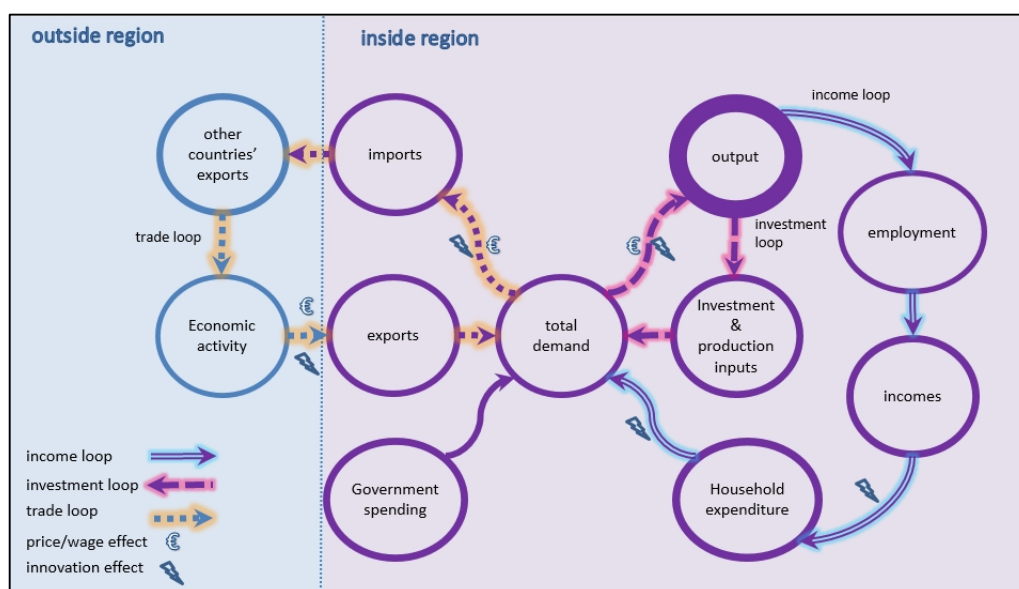 outside region
inside region
income loop
other
countries’
exports
imports
output
trade loop
investment
loop
employment
Economic
activity
exports
total
demand
Investment
&
production
inputs
incomes
Government
spending
Household
expenditure
income loop
investment loop
trade loop
price/wage effect
innovation effect